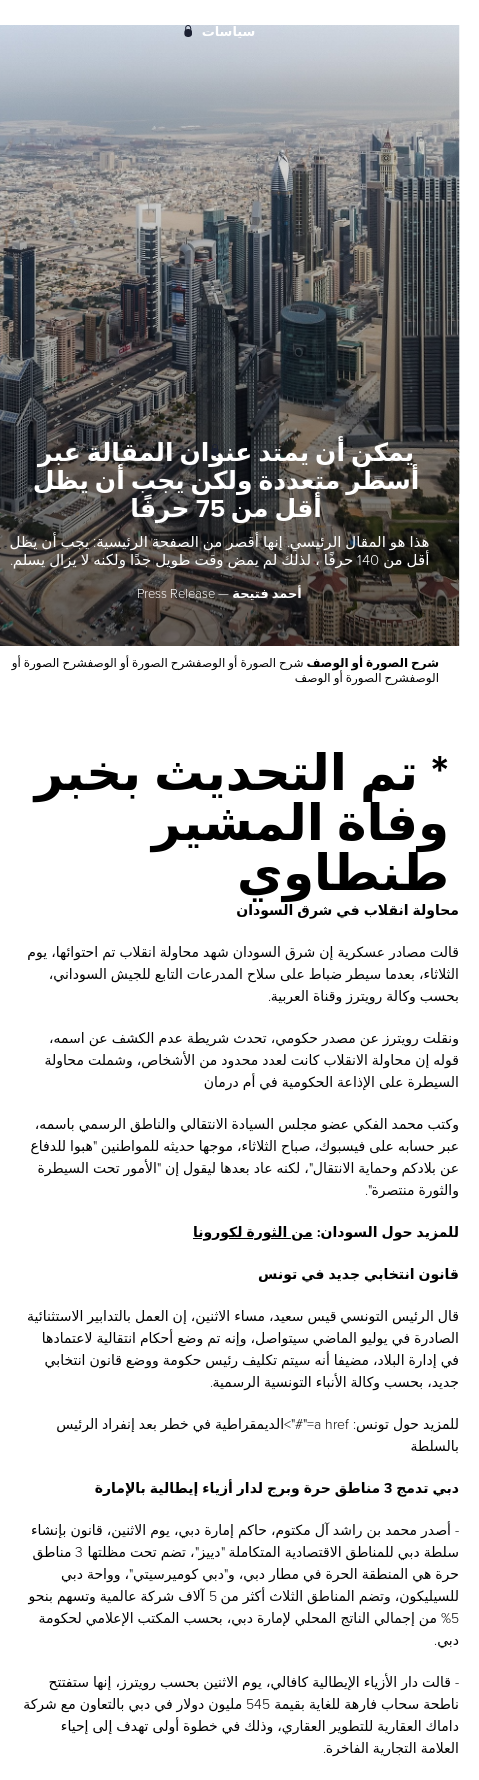 سياسات
يمكن أن يمتد عنوان المقالة عبر
أسطر متعددة ولكن يجب أن يظل
أقل من 75 حرفًا
هذا هو المقال الرئيسي. إنها أقصر من الصفحة الرئيسية: يجب أن يظل
أقل من 140 حرفًا ، لذلك لم يمض وقت طويل جدًا ولكنه لا يزال يسلم.
أحمد فتيحة — Press Release
شرح الصورة أو الوصف شرح الصورة أو الوصفشرح الصورة أو الوصفشرح الصورة أو
الوصفشرح الصورة أو الوصف
* تم التحديث بخبر
وفاة المشير
طنطاوي
محاولة انقلاب في شرق السودان
قالت مصادر عسكرية إن شرق السودان شهد محاولة انقلاب تم احتوائها، يوم
الثلاثاء، بعدما سيطر ضباط على سلاح المدرعات التابع للجيش السوداني،
بحسب وكالة رويترز وقناة العربية.
ونقلت رويترز عن مصدر حكومي، تحدث شريطة عدم الكشف عن اسمه،
قوله إن محاولة الانقلاب كانت لعدد محدود من الأشخاص، وشملت محاولة
السيطرة على الإذاعة الحكومية في أم درمان
وكتب محمد الفكي عضو مجلس السيادة الانتقالي والناطق الرسمي باسمه،
عبر حسابه على فيسبوك، صباح الثلاثاء، موجها حديثه للمواطنين "هبوا للدفاع
عن بلادكم وحماية الانتقال"، لكنه عاد بعدها ليقول إن "الأمور تحت السيطرة
والثورة منتصرة".
للمزيد حول السودان: من الثورة لكورونا
قانون انتخابي جديد في تونس
قال الرئيس التونسي قيس سعيد، مساء الاثنين، إن العمل بالتدابير الاستثنائية
الصادرة في يوليو الماضي سيتواصل، وإنه تم وضع أحكام انتقالية لاعتمادها
في إدارة البلاد، مضيفا أنه سيتم تكليف رئيس حكومة ووضع قانون انتخابي
جديد، بحسب وكالة الأنباء التونسية الرسمية.
للمزيد حول تونس: a href="#">الديمقراطية في خطر بعد إنفراد الرئيس
بالسلطة
دبي تدمج 3 مناطق حرة وبرج لدار أزياء إيطالية بالإمارة
- أصدر محمد بن راشد آل مكتوم، حاكم إمارة دبي، يوم الاثنين، قانون بإنشاء
سلطة دبي للمناطق الاقتصادية المتكاملة "دييز"، تضم تحت مظلتها 3 مناطق
حرة هي المنطقة الحرة في مطار دبي، و"دبي كوميرسيتي"، وواحة دبي
للسيليكون، وتضم المناطق الثلاث أكثر من 5 آلاف شركة عالمية وتسهم بنحو
5% من إجمالي الناتج المحلي لإمارة دبي، بحسب المكتب الإعلامي لحكومة
دبي.
- قالت دار الأزياء الإيطالية كافالي، يوم الاثنين بحسب رويترز، إنها ستفتتح
ناطحة سحاب فارهة للغاية بقيمة 545 مليون دولار في دبي بالتعاون مع شركة
داماك العقارية للتطوير العقاري، وذلك في خطوة أولى تهدف إلى إحياء
العلامة التجارية الفاخرة.